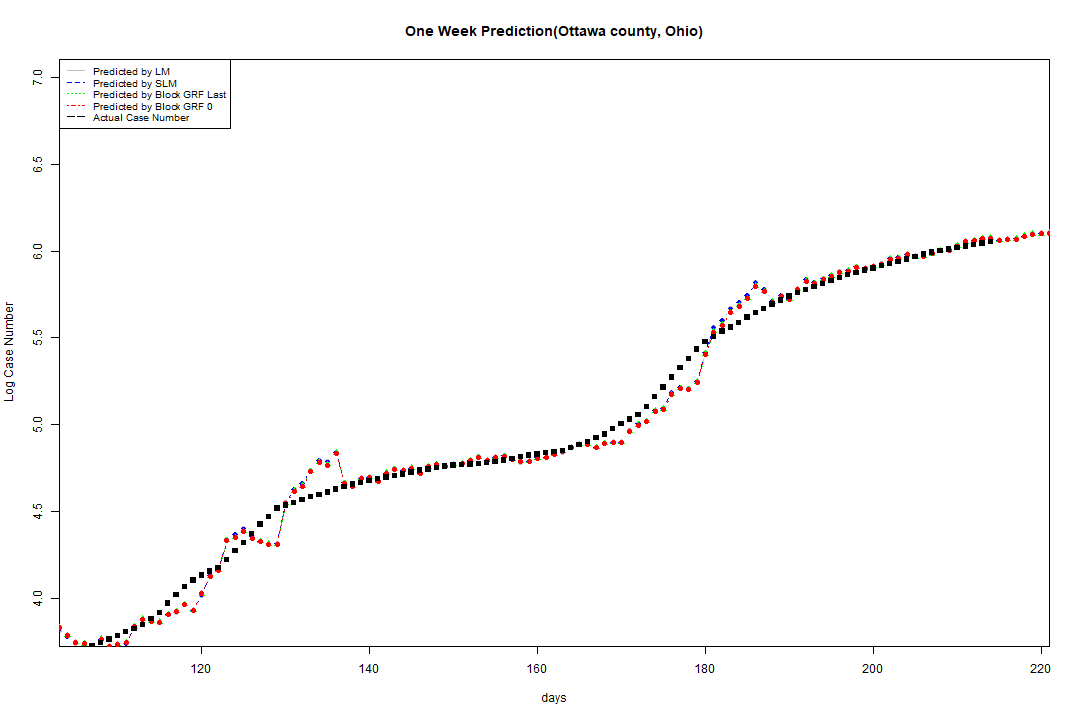 One Week Prediction(Ottawa county, Ohio)
Predicted by LM
Predicted by SLM
Predicted by Block GRF Last
Predicted by Block GRF 0
Actual Case Number
7.0
6.5
6.0
5.5
5.0
4.5
4.0
Log Case Number
120 140 160 180 200 220
days